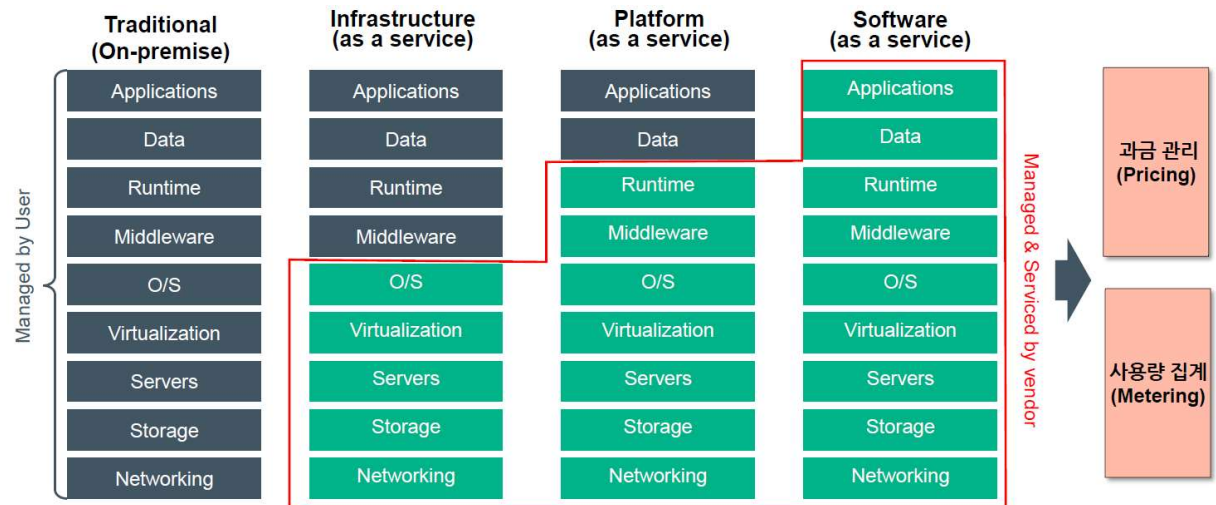 Traditional
(On-premise)
Infrastructure
(as a service)
Platform
(as a service)
Software
(as a service)
Managed by User
Applications
Data
Runtime
Middleware
O/S
Virtualization
Servers
Storage
Networking
Applications
Data
Runtime
Middleware
O/S
Virtualization
Servers
Storage
Networking
Applications
Data
Runtime
Middleware
O/S
Virtualization
Servers
Storage
Networking
Applications
Data
Runtime
Middleware
O/S
Virtualization
Servers
Storage
Networking
Managed & Serviced by vendor
과금 관리
(Pricing)
사용량 집계
(Metering)